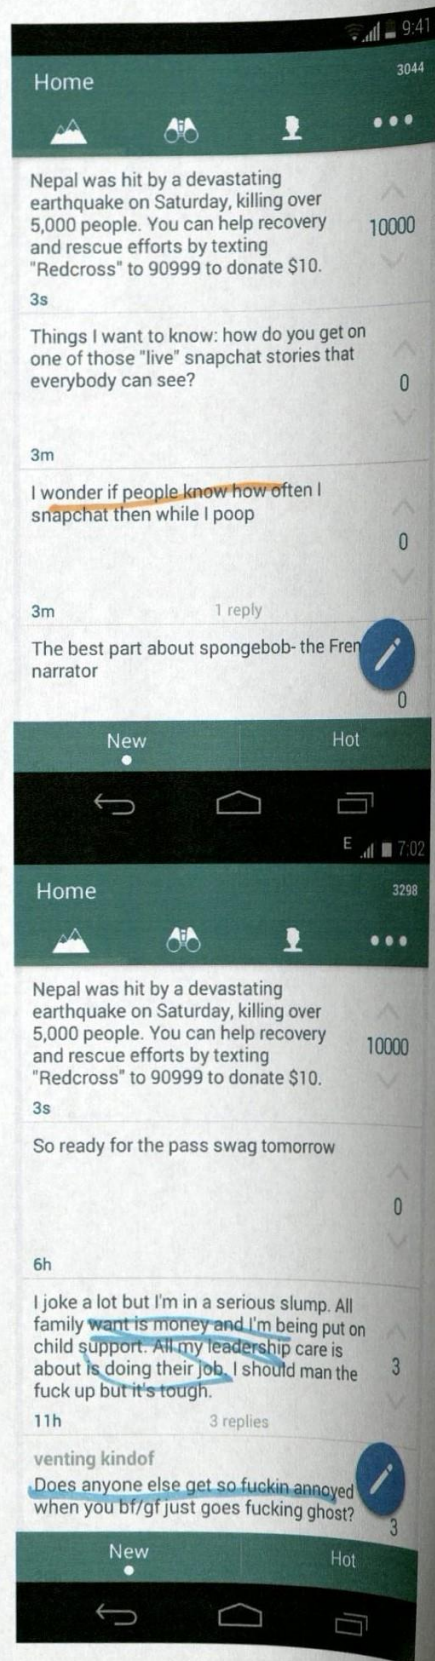 9:41
Home
3044
Nepal was hit by a devastating
earthquake on Saturday, killing over
5,000 people. You can help recovery
and rescue efforts by texting
"Redcross" to 90999 to donate $10.
10000
3s
Things I want to know: how do you get on
one of those "live" snapchat stories that
everybody can see?
0
3m
I wonder if people know how often I
snapchat then while I poop
0
3m
1 reply
The best part about spongebob- the Fren
narrator
0
New
Hot
E 7:02
Home
3298
Nepal was hit by a devastating
earthquake on Saturday, killing over
5,000 people. You can help recovery
and rescue efforts by texting
"Redcross" to 90999 to donate $10.
10000
3s
So ready for the pass swag tomorrow
0
6h
I joke a lot but I'm in a serious slump. All
family want is money and I'm being put on
child support. All my leadership care is
about is doing their job. I should man the
fuck up but it's tough.
3
11h
3 replies
venting kindof
Does anyone else get so fuckin annoyed
when you bf/gf just goes fucking ghost?
3
New
Hot